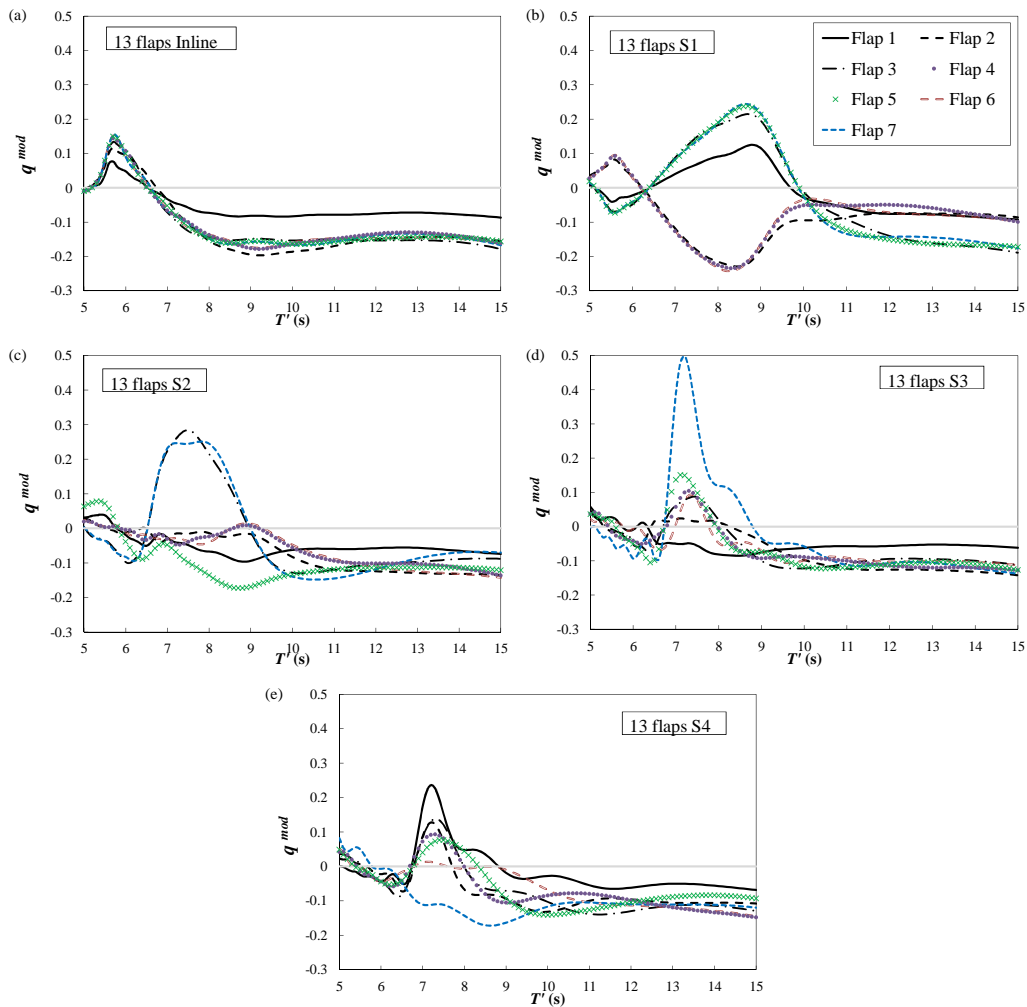 (a)
13 flaps Inline
0.5
0.4
0.3
0.2
0.1
0
-0.1
-0.2
-0.3
q mod
5 6 7 8 9 10 11 12 13 14 15
T' (s)
(b)
13 flaps S1
Flap 1 Flap 2
Flap 3 Flap 4
Flap 5 Flap 6
Flap 7
0.5
0.4
0.3
0.2
0.1
0
-0.1
-0.2
-0.3
q mod
5 6 7 8 9 10 11 12 13 14 15
T' (s)
(c)
13 flaps S2
0.5
0.4
0.3
0.2
0.1
0
-0.1
-0.2
-0.3
q mod
5 6 7 8 9 10 11 12 13 14 15
T' (s)
(d)
13 flaps S3
0.5
0.4
0.3
0.2
0.1
0
-0.1
-0.2
-0.3
q mod
5 6 7 8 9 10 11 12 13 14 15
T' (s)
(e)
13 flaps S4
0.5
0.4
0.3
0.2
0.1
0
-0.1
-0.2
-0.3
q mod
5 6 7 8 9 10 11 12 13 14 15
T' (s)